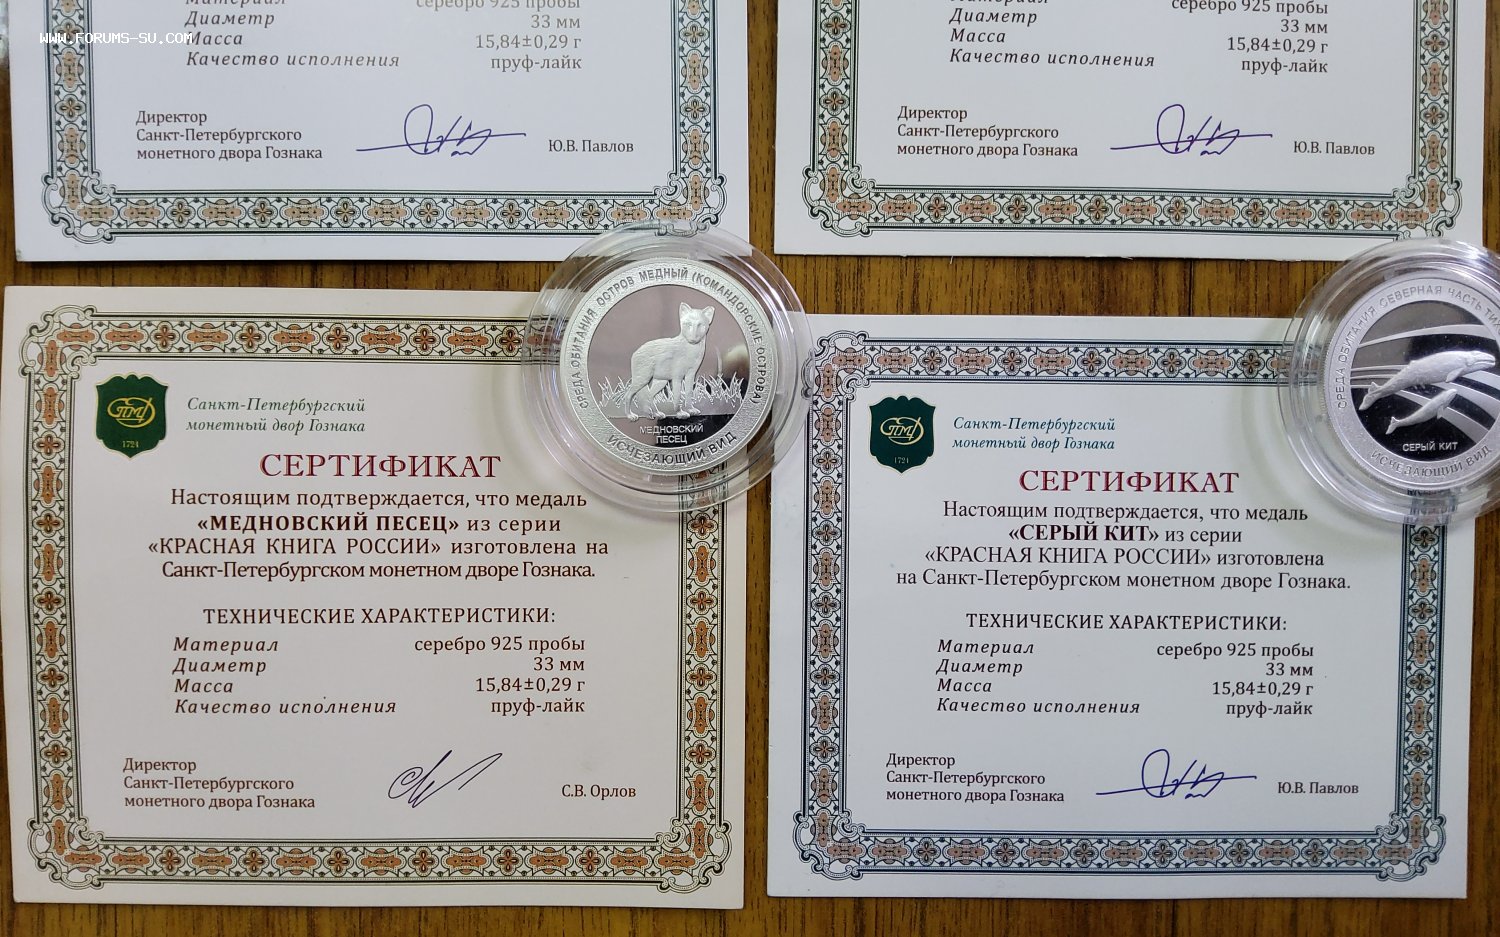 WWW.FORUMS-SU.COM
серебро 925 пробы
Диаметр 33 мм
Масса 15,84±0,29 г
Качество исполнения пруф-лайк
Директор
Санкт-Петербургского
монетного двора Гознака Ю.В. Павлов
серебро 925 пробы
Диаметр 33 мм
Масса 15,84±0,29 г
Качество исполнения пруф-лайк
Директор
Санкт-Петербургского
монетного двора Гознака Ю.В. Павлов
СРЕДА ОБИТАНИЯ ОСТРОВ МЕДНЫЙ (КОМАНДОРСКИЕ ОСТРОВА)
МЕДНОВСКИЙ
ПЕСЕЦ
ИСЧЕЗАЮЩИЙ ВИД
СРЕДА ОБИТАНИЯ СЕВЕРНАЯ ЧАСТЬ
СЕРЫЙ КИТ
ИСЧЕЗАЮЩИЙ ВИД
СПМД
1724
Санкт-Петербургский
монетный двор Гознака
СЕРТИФИКАТ
Настоящим подтверждается, что медаль
«МЕДНОВСКИЙ ПЕСЕЦ» из серии
«КРАСНАЯ КНИГА РОССИИ» изготовлена на
Санкт-Петербургском монетном дворе Гознака.
ТЕХНИЧЕСКИЕ ХАРАКТЕРИСТИКИ:
Материал серебро 925 пробы
Диаметр 33 мм
Масса 15,84±0,29 г
Качество исполнения пруф-лайк
Директор
Санкт-Петербургского
монетного двора Гознака С.В. Орлов
СПМД
1724
Санкт-Петербургский
монетный двор Гознака
СЕРТИФИКАТ
Настоящим подтверждается, что медаль
«СЕРЫЙ КИТ» из серии
«КРАСНАЯ КНИГА РОССИИ» изготовлена
на Санкт-Петербургском монетном дворе Гознака.
ТЕХНИЧЕСКИЕ ХАРАКТЕРИСТИКИ:
Материал серебро 925 пробы
Диаметр 33 мм
Масса 15,84±0,29 г
Качество исполнения пруф-лайк
Директор
Санкт-Петербургского
монетного двора Гознака Ю.В. Павлов